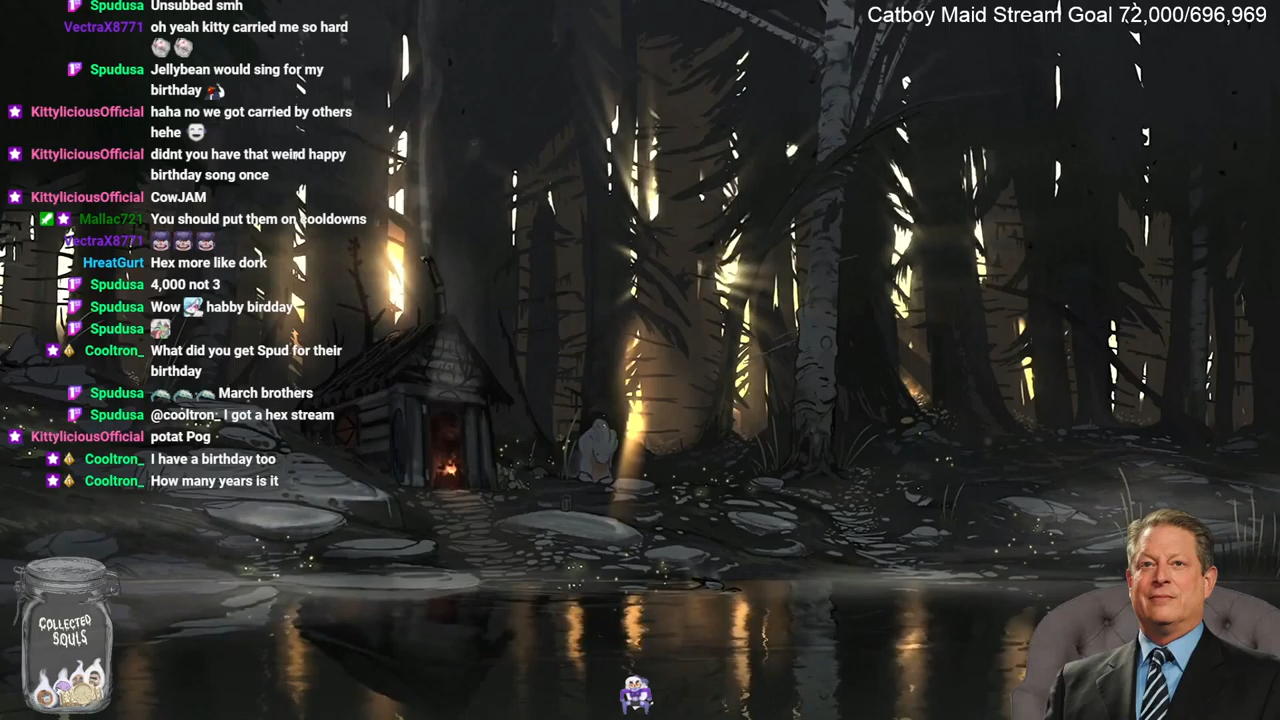 Spudusa Unsubbed smh
Catboy Maid Stream Goal 72,000/696,969
VectraX8771 oh yeah kitty carried me so hard
Spudusa Jellybean would sing for my
birthday
KittyliciousOfficial haha no we got carried by others
hehe
KittyliciousOfficial didnt you have that weird happy
birthday song once
KittyliciousOfficial CowJAM
Mallac721 You should put them on cooldowns
VectraX8771
HreatGurt Hex more like dork
Spudusa 4,000 not 3
Spudusa Wow habby birdday
Spudusa
Cooltron_ What did you get Spud for their
birthday
Spudusa March brothers
Spudusa @cooltron_ I got a hex stream
KittyliciousOfficial potat Pog
Cooltron_ I have a birthday too
Cooltron_ How many years is it
COLLECTED
SOULS